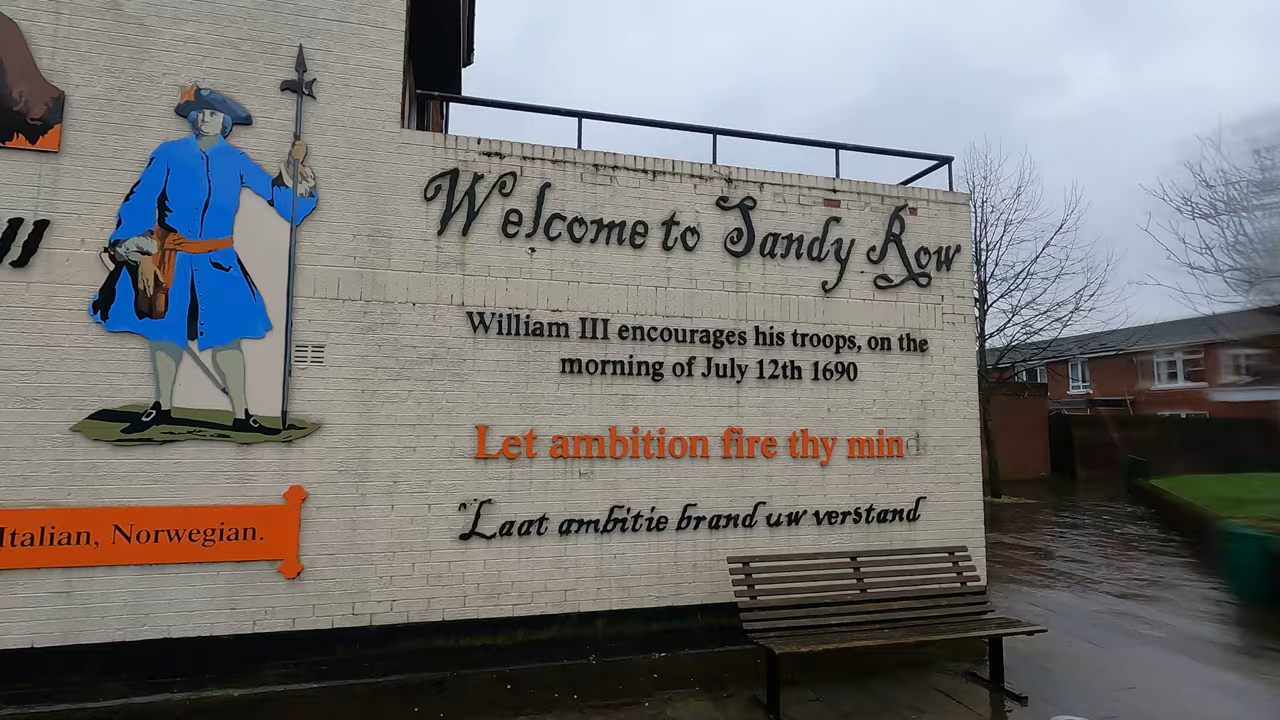 Welcome to Sandy Row
William III encourages his troops, on the
morning of July 12th 1690
Let ambition fire thy mind
"Laat ambitie brand uw verstand
Italian, Norwegian.